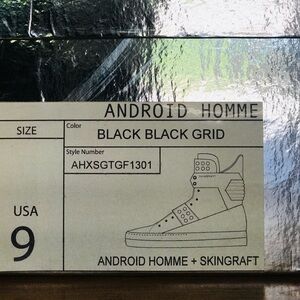 ANDROID HOMME
SIZE
Color
BLACK BLACK GRID
Style Number
AHXSGTGF1301
USA
9
ANDROID HOMME + SKINGRAFT